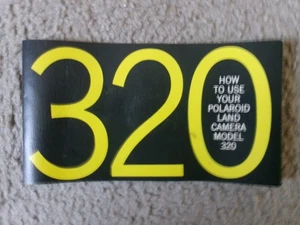 320
HOW
TO USE
YOUR
POLAROID
LAND
CAMERA
MODEL
320